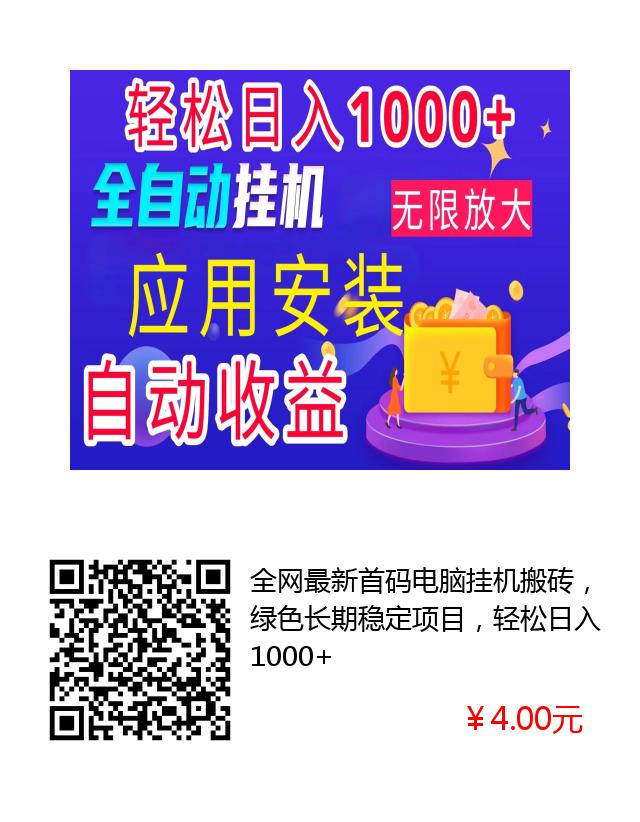 轻松日入1000+
全自动挂机
无限放大
应用安装
自动收益
¥
全网最新首码电脑挂机搬砖，
绿色长期稳定项目，轻松日入
1000+
￥4.00元